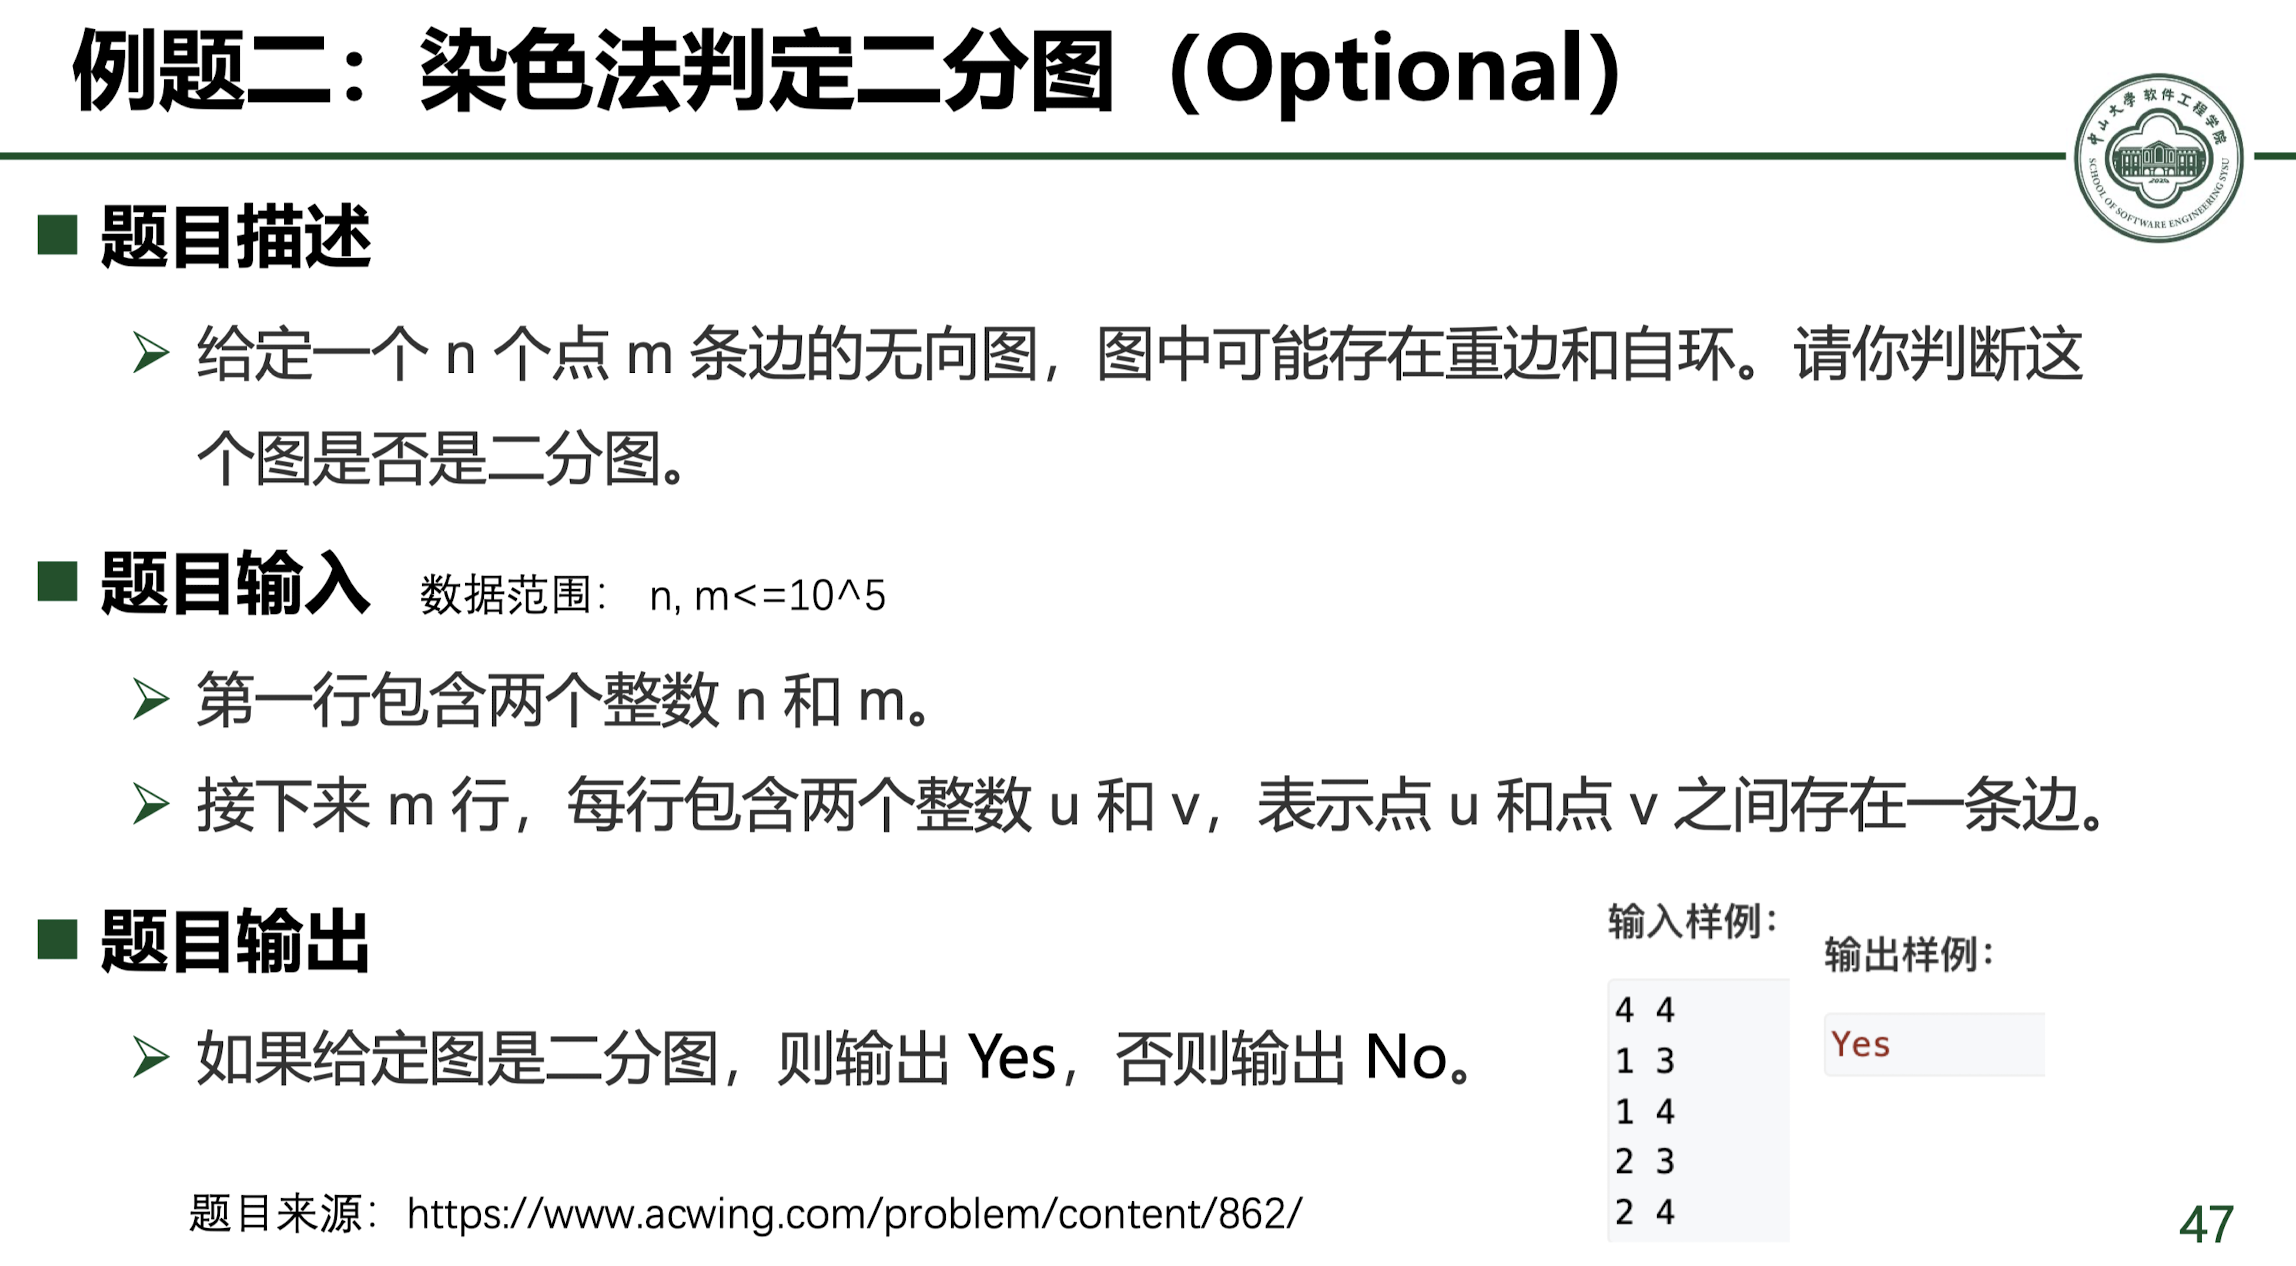 例题二：染色法判定二分图（Optional）
中山大学软件工程学院
SCHOOL OF SOFTWARE ENGINEERING SYSU
题目描述
给定一个 n 个点 m 条边的无向图，图中可能存在重边和自环。请你判断这
个图是否是二分图。
题目输入 数据范围： n, m<=10^5
第一行包含两个整数 n 和 m。
接下来 m 行，每行包含两个整数 u 和 v，表示点 u 和点 v 之间存在一条边。
题目输出
如果给定图是二分图，则输出 Yes，否则输出 No。
输入样例：
4 4
1 3
1 4
2 3
2 4
输出样例：
Yes
题目来源：https://www.acwing.com/problem/content/862/
47